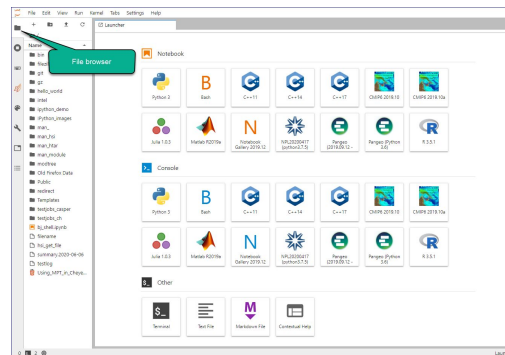 File Edit View Run Kernel Tabs Settings Help
Launcher
File browser
Name
bin
git
gz
hello_world
intel
ipython_demo
iPython_images
man_
man_hsi
man_htar
man_module
modtree
Old Firefox Data
Public
redirect
Templates
testjobs_casper
testjobs_ch
bj_shell.ipynb
filename
hsi_get_file
summary.2020-06-06
testlog
Using_MPT_in_Cheye...
Notebook
Python 3
Bash
C++11
C++14
C++17
CMIP6 2019.10
CMIP6 2019.10a
Julia 1.0.3
Matlab R2019a
Notebook Gallery 2019.12
NPL20200417 (python3.7.5)
Pangeo (2019.09.12 -
Pangeo (Python 3.6)
R 3.5.1
Console
Python 3
Bash
C++11
C++14
C++17
CMIP6 2019.10
CMIP6 2019.10a
Julia 1.0.3
Matlab R2019a
Notebook Gallery 2019.12
NPL20200417 (python3.7.5)
Pangeo (2019.09.12 -
Pangeo (Python 3.6)
R 3.5.1
$_ Other
Terminal
Text File
Markdown File
Contextual Help
0 2
Laun